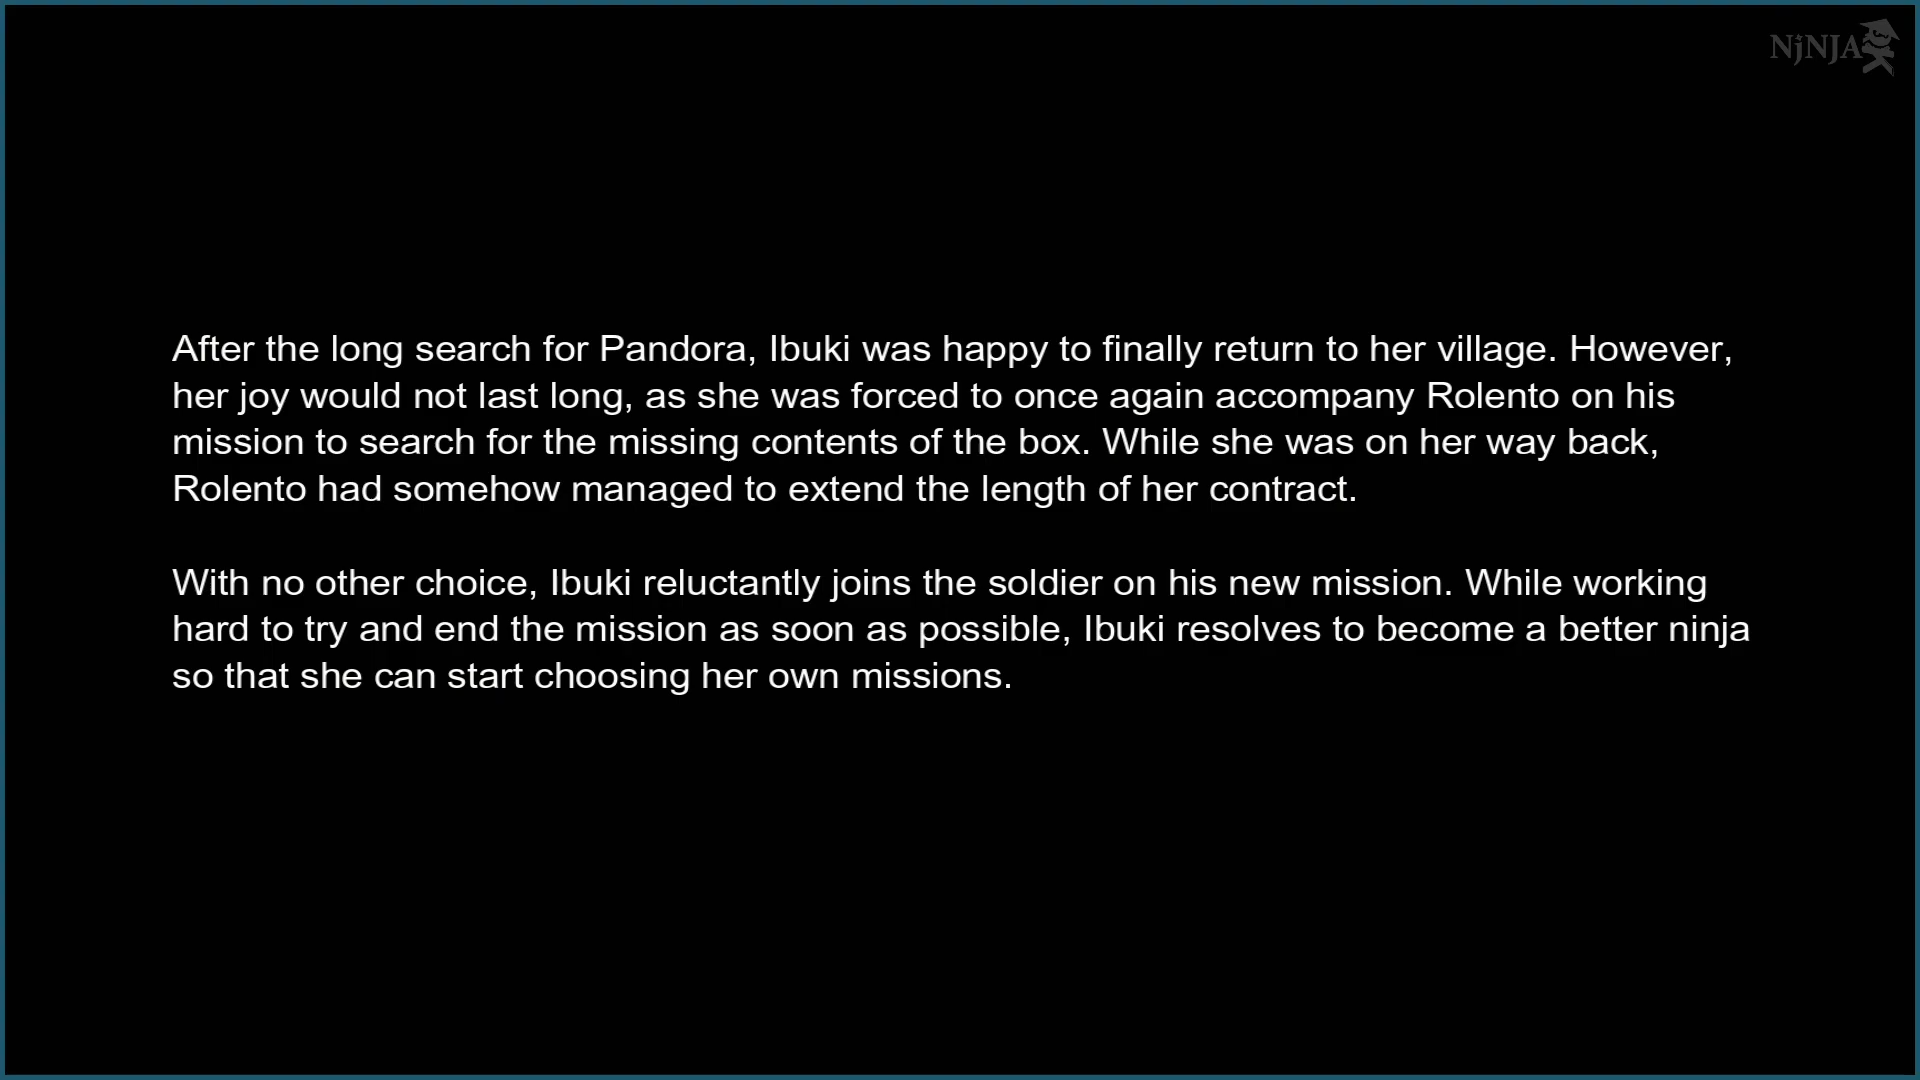 NiNJA
After the long search for Pandora, Ibuki was happy to finally return to her village. However,
her joy would not last long, as she was forced to once again accompany Rolento on his
mission to search for the missing contents of the box. While she was on her way back,
Rolento had somehow managed to extend the length of her contract.
With no other choice, Ibuki reluctantly joins the soldier on his new mission. While working
hard to try and end the mission as soon as possible, Ibuki resolves to become a better ninja
so that she can start choosing her own missions.